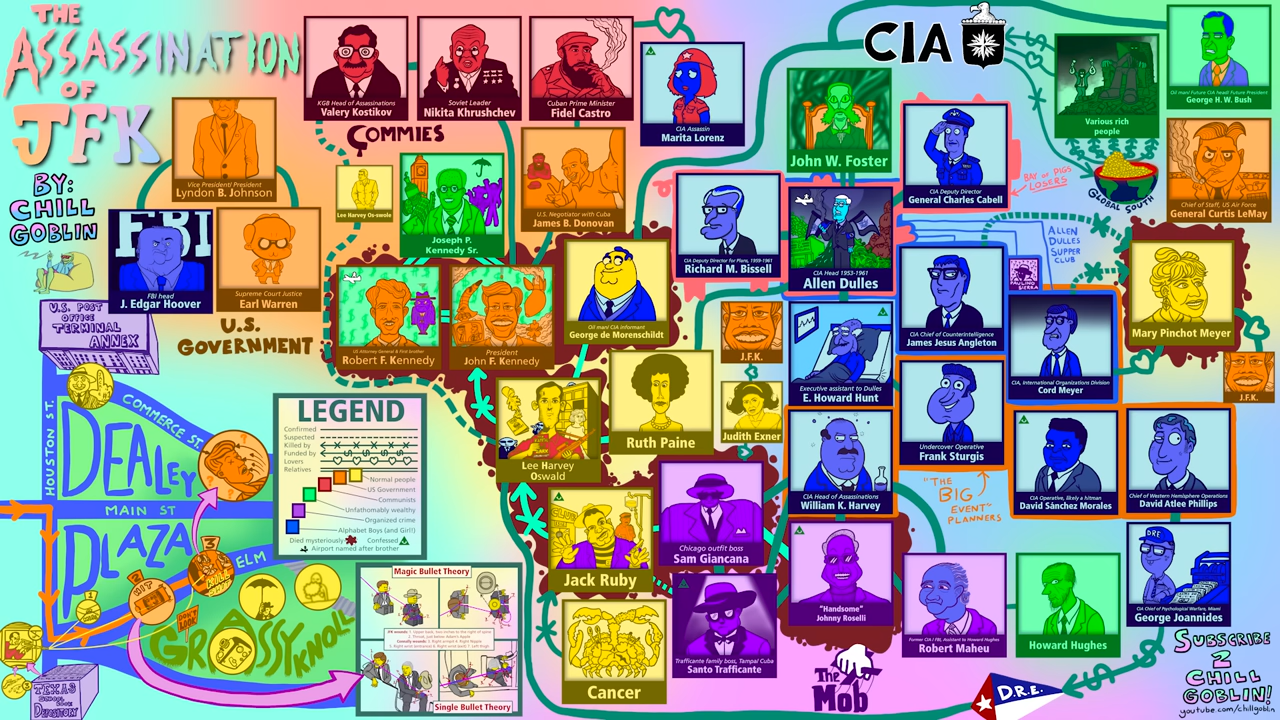 THE
ASSASSINATION
OF
JFK
BY:
CHILL
GOBLIN
KGB Head of Assassinations
Valery Kostikov
Soviet Leader
Nikita Khrushchev
Cuban Prime Minister
Fidel Castro
COMMIES
CIA Assassin
Marita Lorenz
CIA
Oil man/ Future CIA head/ Future President
George H. W. Bush
Various rich
people
GLOBAL SOUTH
Chief of Staff, US Air Force
General Curtis LeMay
John W. Foster
CIA Deputy Director
General Charles Cabell
BAY OF PIGS
LOSERS
Vice President/ President
Lyndon B. Johnson
FBI
FBI head
J. Edgar Hoover
Supreme Court Justice
Earl Warren
U.S.
GOVERNMENT
Lee Harvey Os-swole
Joseph P.
Kennedy Sr.
U.S. Negotiator with Cuba
James B. Donovan
CIA Deputy Director for Plans, 1959-1961
Richard M. Bissell
CIA Head 1953-1961
Allen Dulles
ALLEN
DULLES
SUPPER
CLUB
CIA Chief of Counterintelligence
James Jesus Angleton
CIA, International Organizations Division
Cord Meyer
Mary Pinchot Meyer
J.F.K.
US Attorney General & First brother
Robert F. Kennedy
President
John F. Kennedy
Oil man/ CIA informant
George de Morenschildt
J.F.K.
Judith Exner
Ruth Paine
Executive assistant to Dulles
E. Howard Hunt
Undercover Operative
Frank Sturgis
"THE
BIG
EVENT"
PLANNERS
CIA Head of Assassinations
William K. Harvey
CIA Operative, likely a hitman
David Sànchez Morales
Chief of Western Hemisphere Operations
David Atlee Phillips
Lee Harvey
Oswald
Jack Ruby
Cancer
Chicago outfit boss
Sam Giancana
Trafficante family boss, Tampa/ Cuba
Santo Trafficante
"Handsome"
Johnny Roselli
The
Mob
Former CIA / FBI, Assistant to Howard Hughes
Robert Maheu
Howard Hughes
DRE
CIA Chief of Psychological Warfare, Miami
George Joannides
D.R.E.
SUBSCRIBE
2
CHILL
GOBLIN!
youtube.com/chillgoblin
U.S. POST
OFFICE
TERMINAL
ANNEX
HOUSTON ST.
COMMERCE ST
DEALEY
MAIN ST
PLAZA
ELM
GRASSY KNOLL
TEXAS
SCHOOL BOOK
DEPOSITORY
LEGEND
Confirmed
Suspected
Killed by
Funded by
Lovers
Relatives
Normal people
US Government
Communists
Unfathomably wealthy
Organized crime
Alphabet Boys (and Girl!)
Died mysteriously
Confessed
Airport named after brother
Magic Bullet Theory
Single Bullet Theory